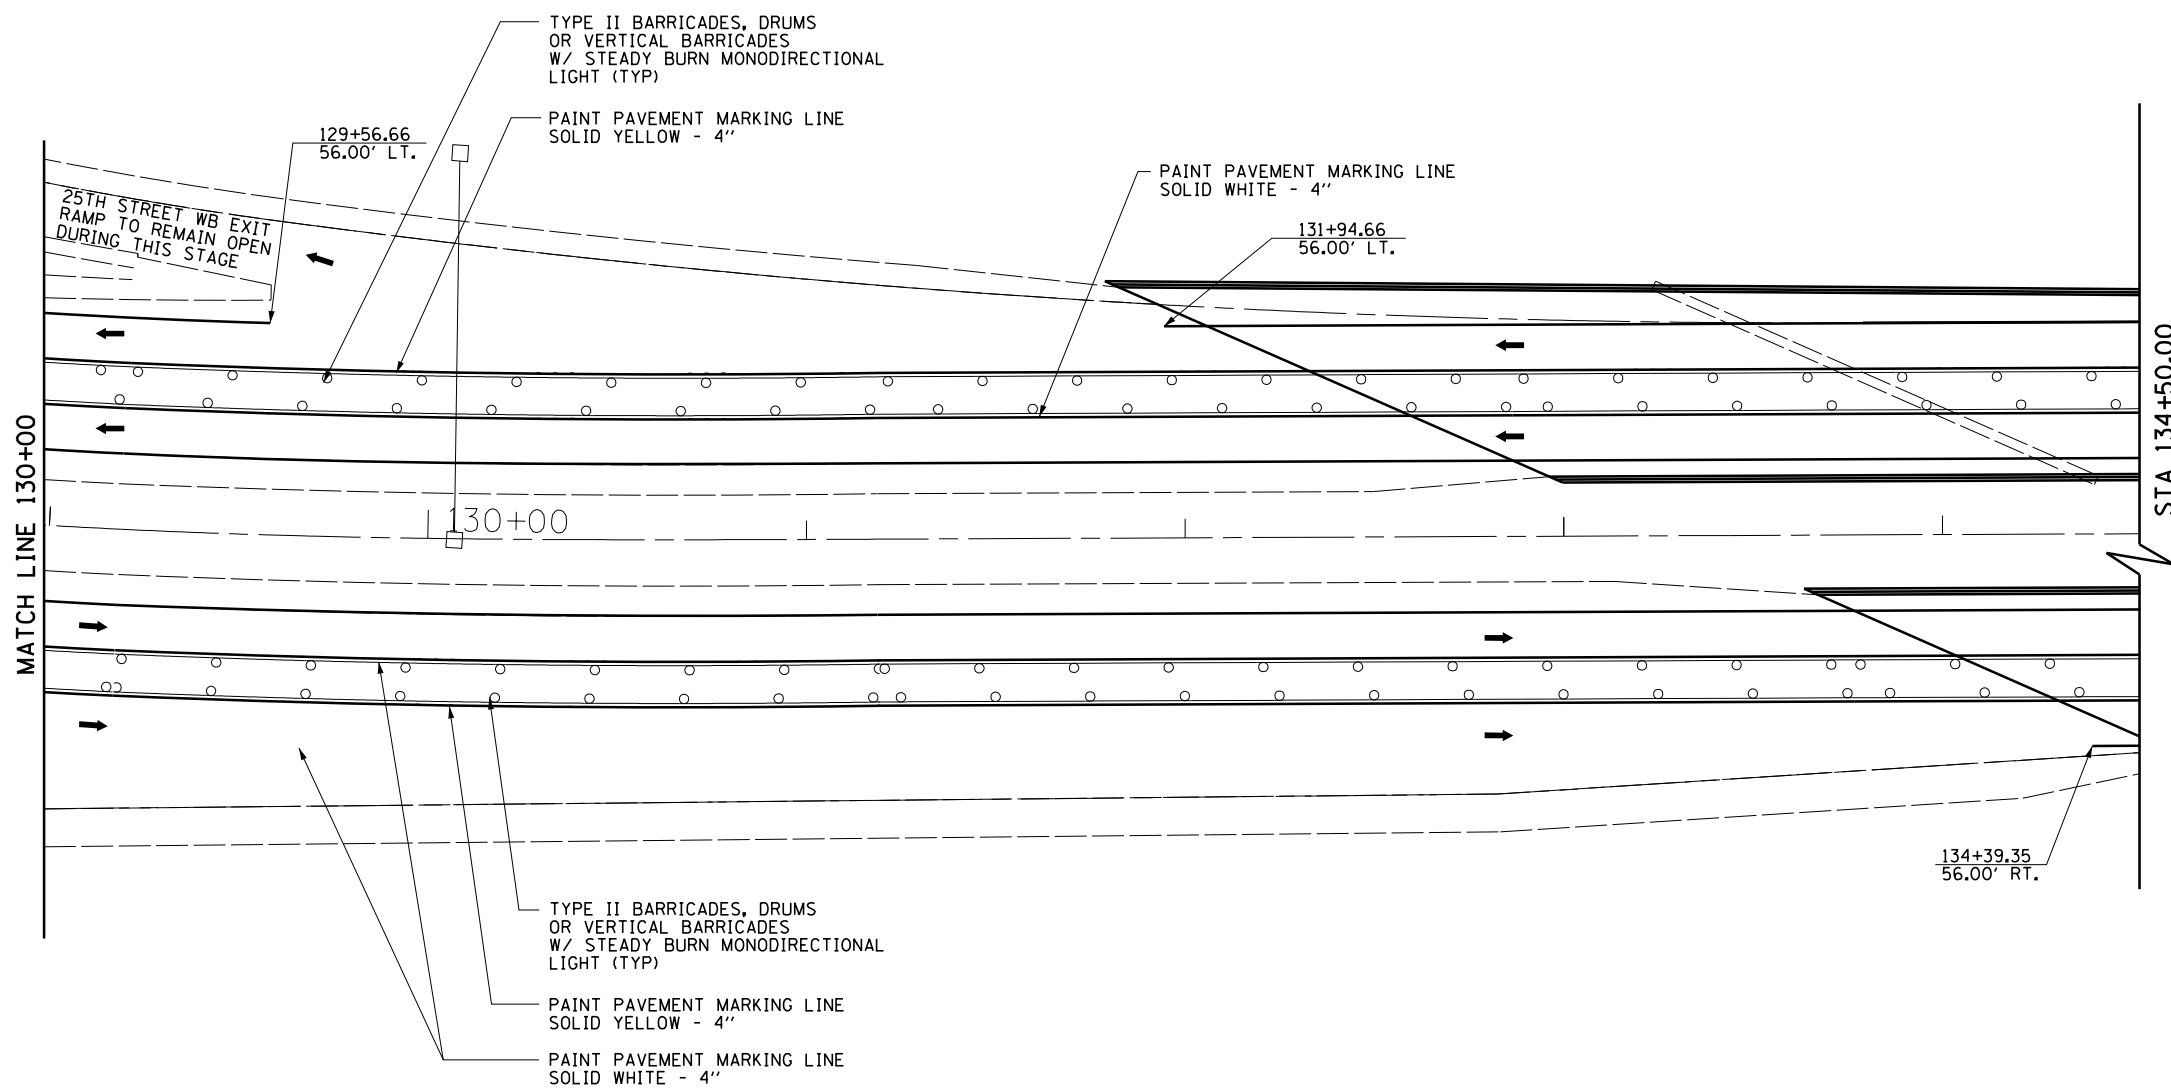 TYPE II BARRICADES, DRUMS
OR VERTICAL BARRICADES
W/ STEADY BURN MONODIRECTIONAL
LIGHT (TYP)
PAINT PAVEMENT MARKING LINE
SOLID YELLOW - 4''
129+56.66
56.00' LT.
PAINT PAVEMENT MARKING LINE
SOLID WHITE - 4''
25TH STREET WB EXIT
RAMP TO REMAIN OPEN
DURING THIS STAGE
131+94.66
56.00' LT.
MATCH LINE 130+00
130+00
STA 134+50.00
134+39.35
56.00' RT.
TYPE II BARRICADES, DRUMS
OR VERTICAL BARRICADES
W/ STEADY BURN MONODIRECTIONAL
LIGHT (TYP)
PAINT PAVEMENT MARKING LINE
SOLID YELLOW - 4''
PAINT PAVEMENT MARKING LINE
SOLID WHITE - 4''